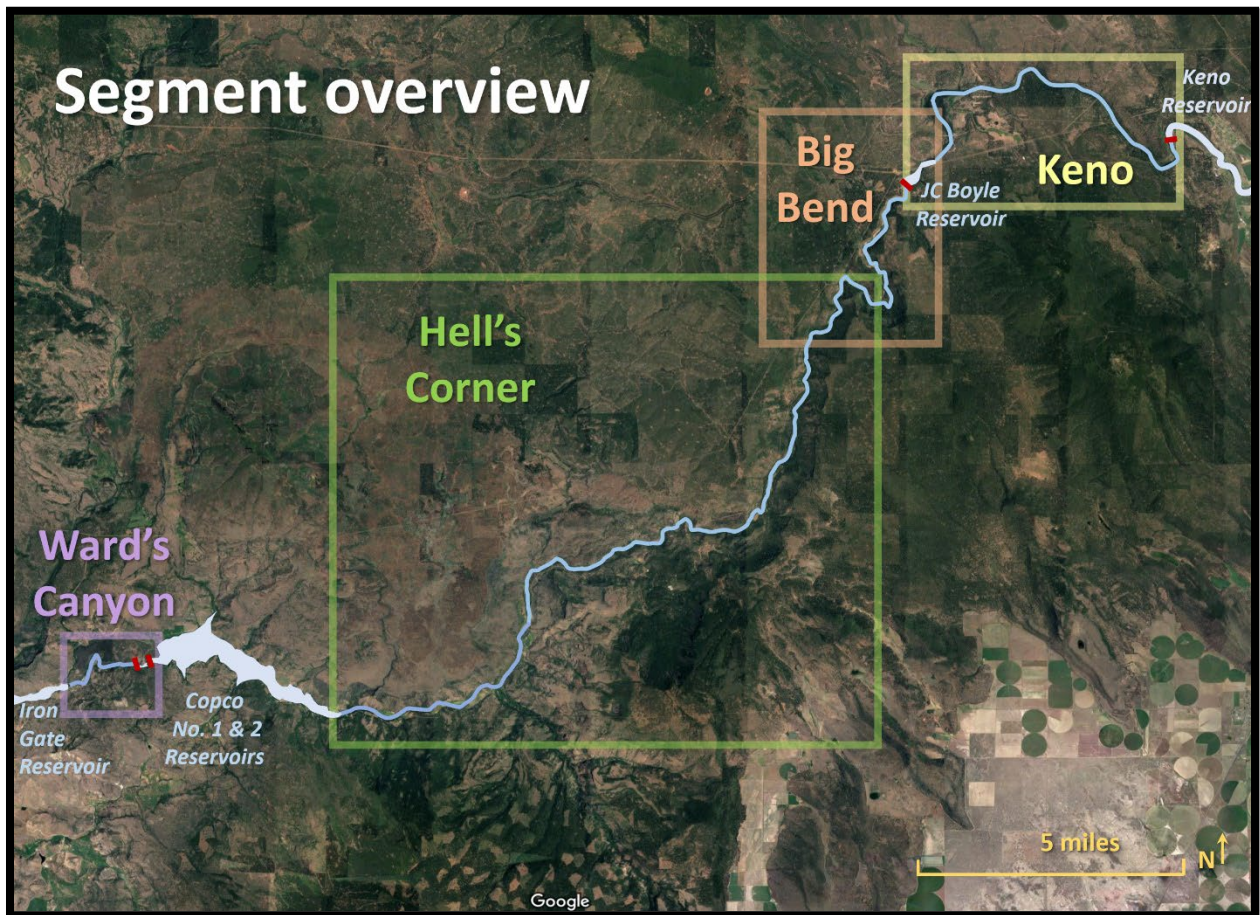 Segment overview
Keno
Reservoir
Big
Bend
Keno
JC Boyle
Reservoir
Hell's
Corner
Ward's
Canyon
Iron
Gate
Reservoir
Copco
No. 1 & 2
Reservoirs
5 miles
N
Google